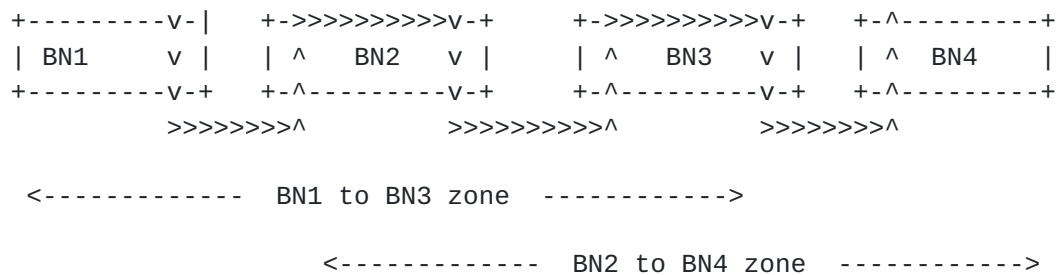 +---------v-|   +->>>>>>>>>>v-+     +->>>>>>>>>>v-+   +-^---------+
| BN1     v |   | ^   BN2   v |     | ^   BN3   v |   | ^  BN4    |
+---------v-+   +-^---------v-+     +-^---------v-+   +-^---------+
>>>>>>>>^        >>>>>>>>>>^        >>>>>>>>^
<-------------  BN1 to BN3 zone  ------------>
<-------------  BN2 to BN4 zone  ------------>